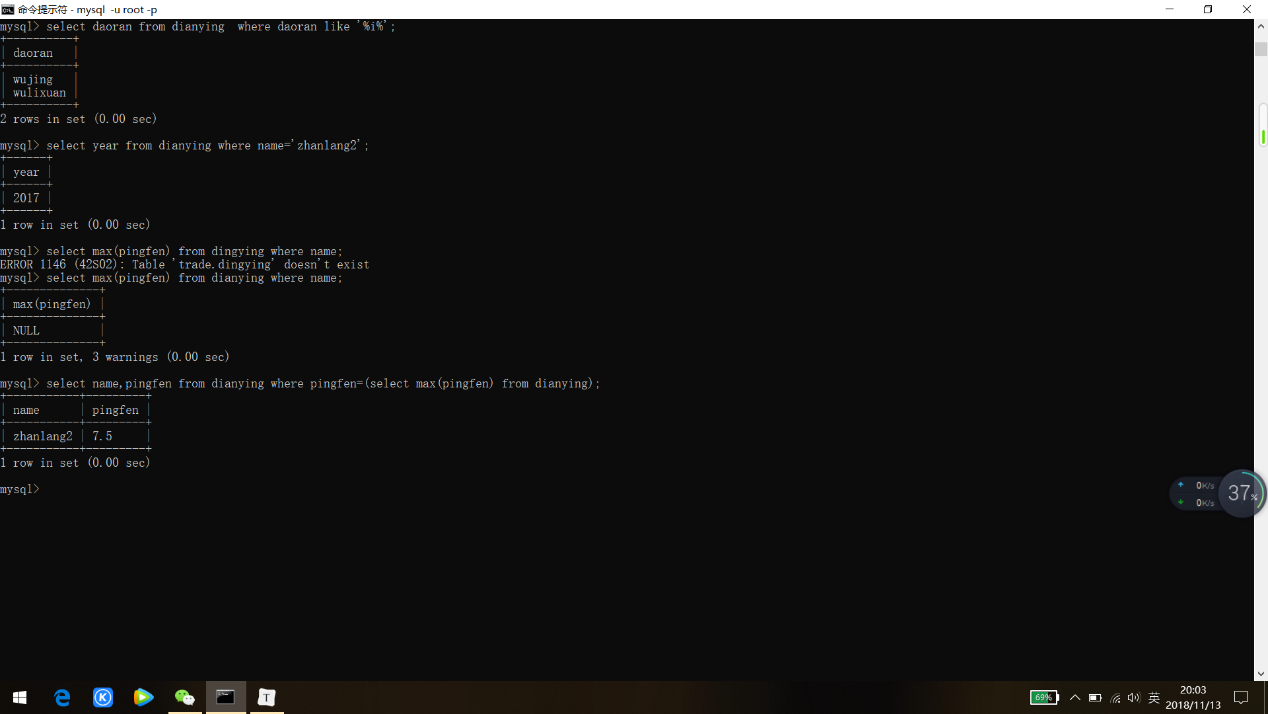 命令提示符 - mysql -u root -p
mysql> select daoran from dianying  where daoran like '%i%';
+----------+
| daoran   |
+----------+
| wujing   |
| wulixuan |
+----------+
2 rows in set (0.00 sec)
mysql> select year from dianying where name='zhanlang2';
+------+
| year |
+------+
| 2017 |
+------+
1 row in set (0.00 sec)
mysql> select max(pingfen) from dingying where name;
ERROR 1146 (42S02): Table 'trade.dingying' doesn't exist
mysql> select max(pingfen) from dianying where name;
+--------------+
| max(pingfen) |
+--------------+
| NULL         |
+--------------+
1 row in set, 3 warnings (0.00 sec)
mysql> select name,pingfen from dianying where pingfen=(select max(pingfen) from dianying);
+-----------+---------+
| name      | pingfen |
+-----------+---------+
| zhanlang2 | 7.5     |
+-----------+---------+
1 row in set (0.00 sec)
mysql>
0K/s
0K/s
37%
K
T
69%
英
20:03
2018/11/13